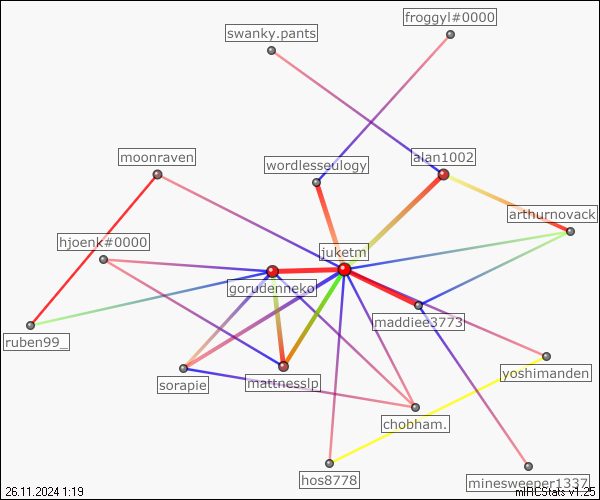 froggyl#0000
swanky.pants
moonraven
wordlesseulogy
alan1002
arthurnovack
hjoenk#0000
juketn
gorudenneko
maddiee3773
ruben99_
sorapie
mattnesslp
yoshimanden
chobham.
hos8778
minesweeper1337
26.11.2024 1:19
mIRCStats v1.25